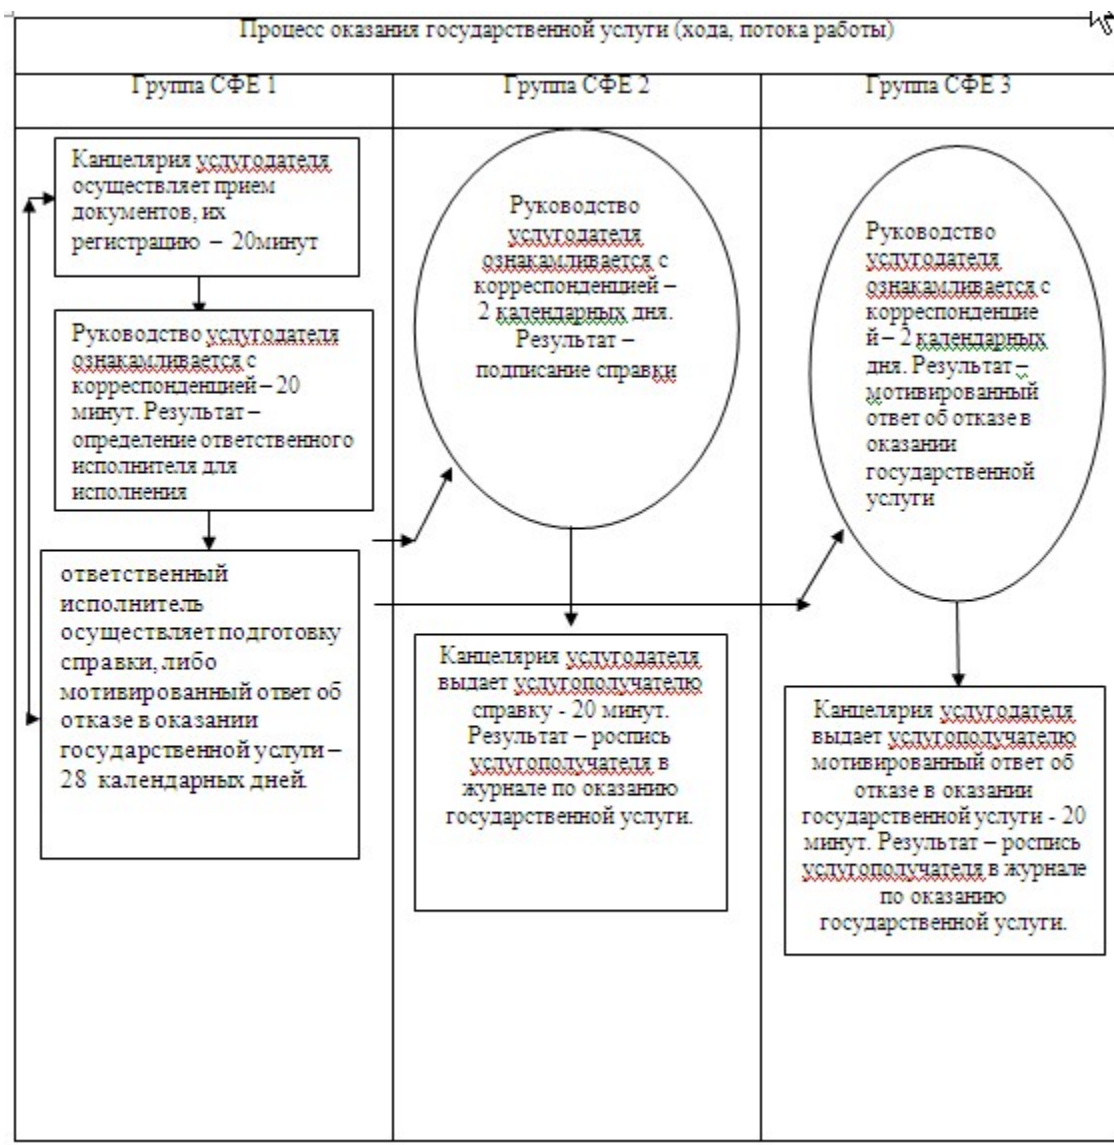 Процесс оказания государственной услуги (хода, потока работы)
Группа СФЕ 1
Группа СФЕ 2
Группа СФЕ 3
Канцелярия услугодателя
осуществляет прием
документов, их
регистрацию – 20минут
Руководство услугодателя
ознакамливается с
корреспонденцией – 20
минут. Результат –
определение ответственного
исполнителя для
исполнения
ответственный
исполнитель
осуществляет подготовку
справки, либо
мотивированный ответ об
отказе в оказании
государственной услуги –
28 календарных дней.
Руководство
услугодателя
ознакамливается с
корреспонденцией –
2 календарных дня.
Результат –
подписание справки
Канцелярия услугодателя
выдает услугополучателю
справку - 20 минут.
Результат – роспись
услугополучателя в
журнале по оказанию
государственной услуги.
Руководство
услугодателя
ознакамливается с
корреспонденцие
й – 2 календарных
дня. Результат –
мотивированный
ответ об отказе в
оказании
государственной
услуги
Канцелярия услугодателя
выдает услугополучателю
мотивированный ответ об
отказе в оказании
государственной услуги - 20
минут. Результат – роспись
услугополучателя в журнале
по оказанию
государственной услуги.